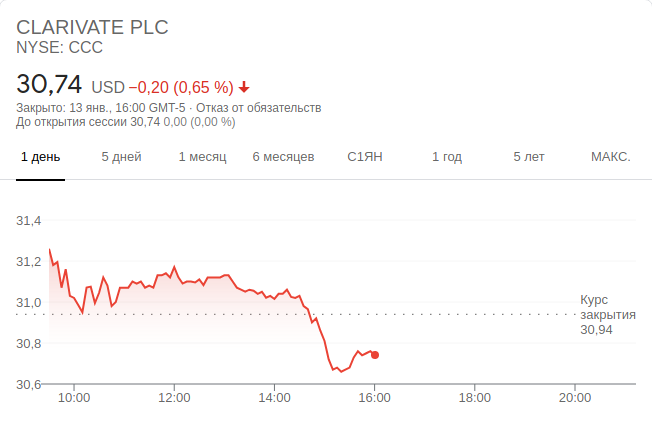 CLARIVATE PLC
NYSE: CCC
30,74 USD −0,20 (0,65 %)
Закрыто: 13 янв., 16:00 GMT-5 · Отказ от обязательств
До открытия сессии 30,74 0,00 (0,00 %)
1 день 5 дней 1 месяц 6 месяцев С1ЯН 1 год 5 лет МАКС.
31,4
31,2
31,0
30,8
30,6
Курс
закрытия
30,94
10:00 12:00 14:00 16:00 18:00 20:00